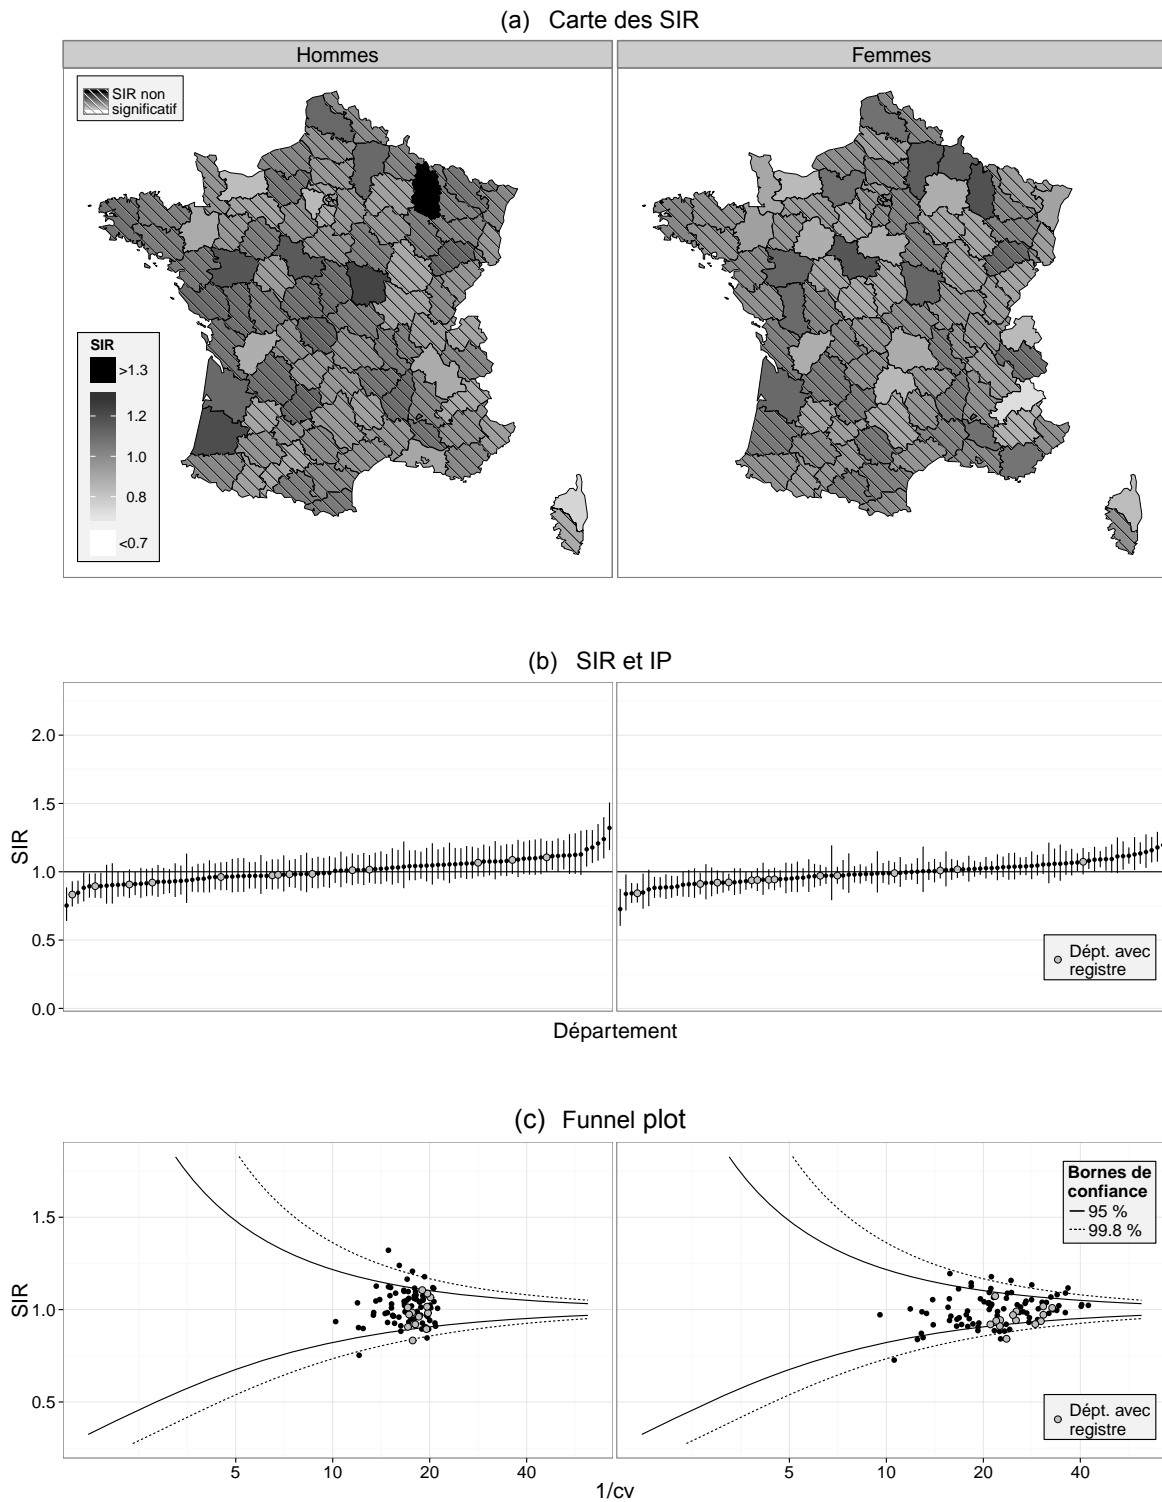 (a) Carte des SIR
Hommes
Femmes
SIR non
significatif
SIR
>1.3
1.2
1.0
0.8
<0.7
(b) SIR et IP
SIR
2.0
1.5
1.0
0.5
0.0
Dépt. avec
registre
Département
(c) Funnel plot
SIR
1.5
1.0
0.5
Bornes de
confiance
95 %
99.8 %
Dépt. avec
registre
5 10 20 40
5 10 20 40
1/cv